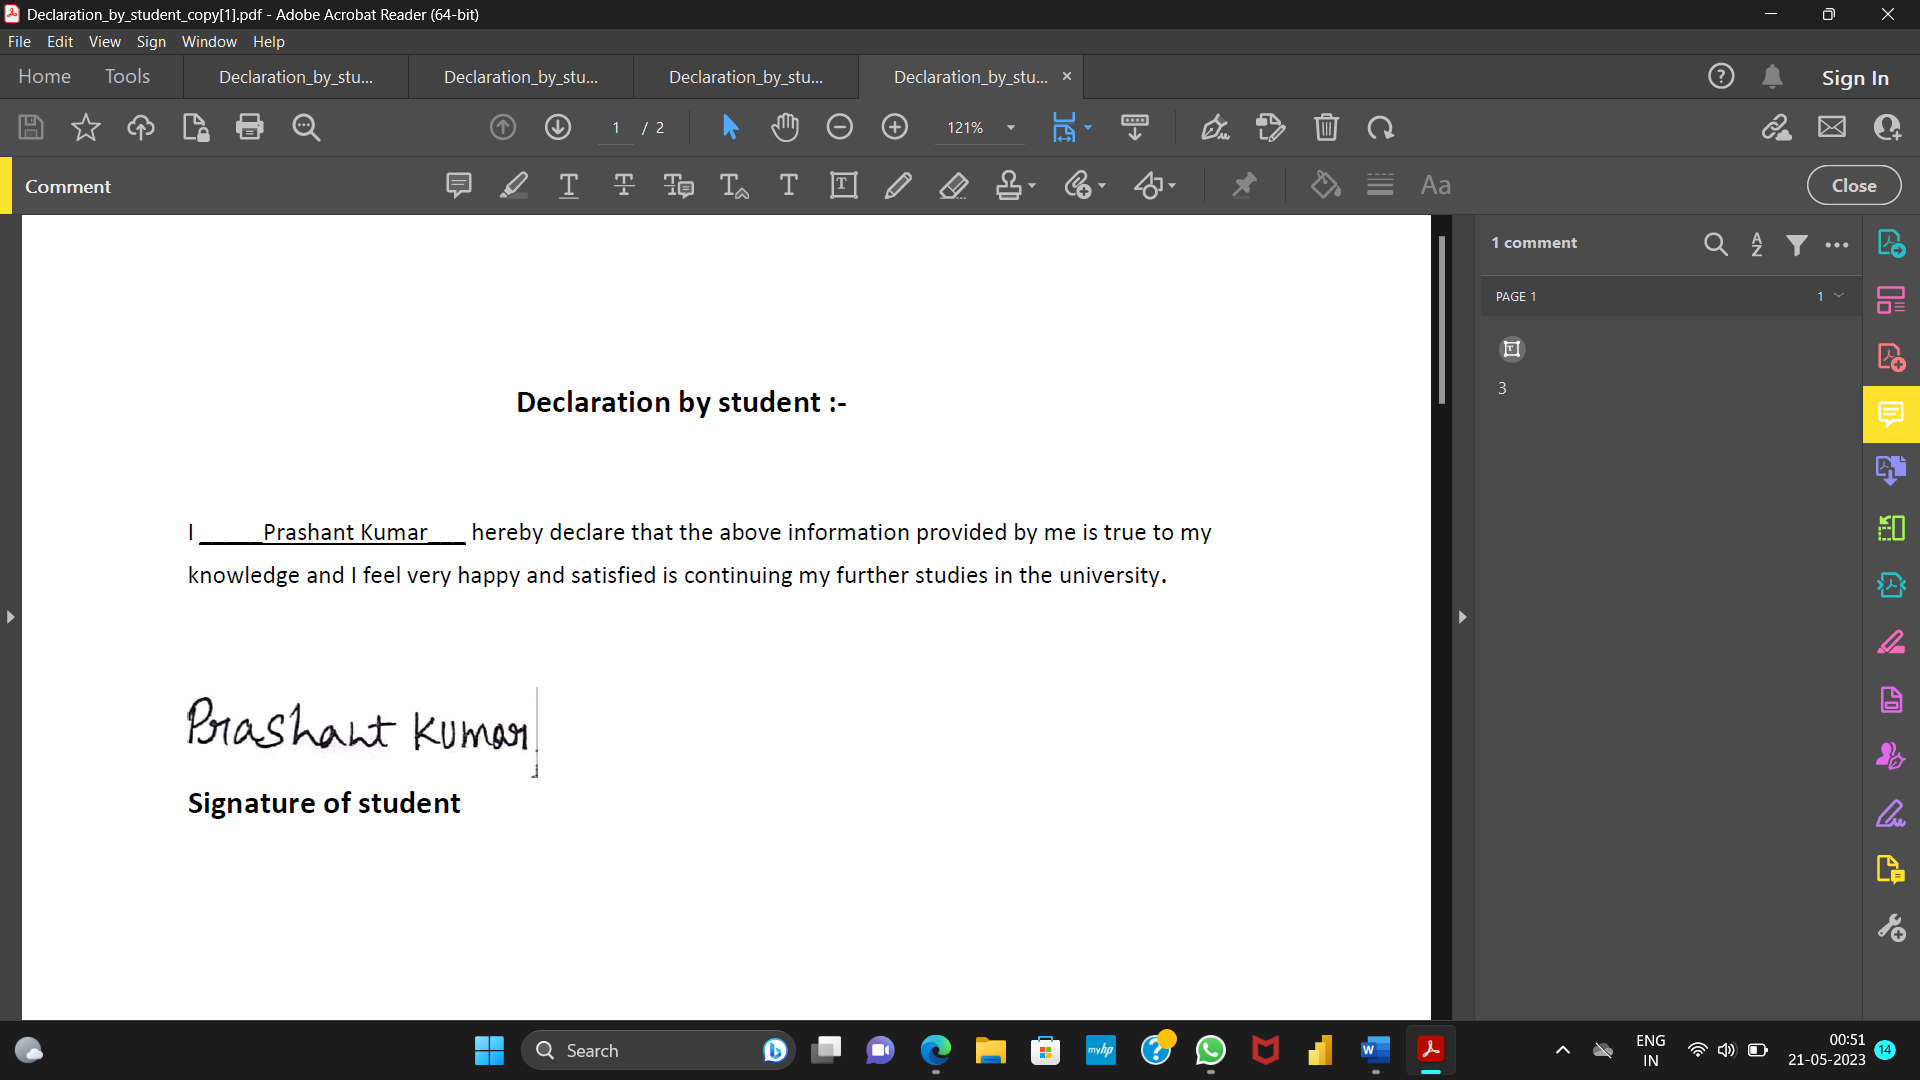 Declaration_by_student_copy[1].pdf - Adobe Acrobat Reader (64-bit)
File Edit View Sign Window Help
Home Tools Declaration_by_stu... Declaration_by_stu... Declaration_by_stu... Declaration_by_stu... × Sign In
1 / 2 121%
Comment Aa Close
1 comment
PAGE 1 1
3
Declaration by student :-
I _____Prashant Kumar___ hereby declare that the above information provided by me is true to my
knowledge and I feel very happy and satisfied is continuing my further studies in the university.
Prashant Kumar
Signature of student
Search
myhp
ENG
IN
00:51
21-05-2023
14